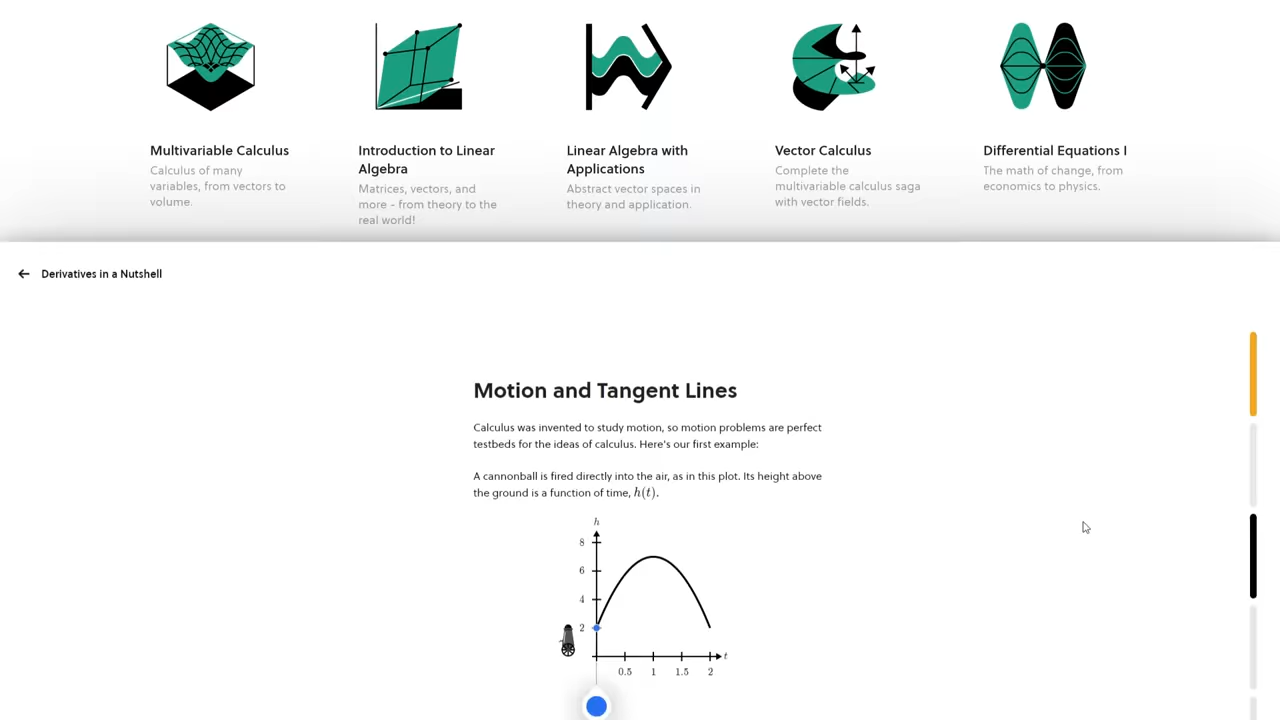 Multivariable Calculus
Calculus of many
variables, from vectors to
volume.
Introduction to Linear
Algebra
Matrices, vectors, and
more - from theory to the
real world!
Linear Algebra with
Applications
Abstract vector spaces in
theory and application.
Vector Calculus
Complete the
multivariable calculus saga
with vector fields.
Differential Equations I
The math of change, from
economics to physics.
Derivatives in a Nutshell
Motion and Tangent Lines
Calculus was invented to study motion, so motion problems are perfect
testbeds for the ideas of calculus. Here's our first example:
A cannonball is fired directly into the air, as in this plot. Its height above
the ground is a function of time, h(t).
h
8
6
4
2
t
0.5 1 1.5 2